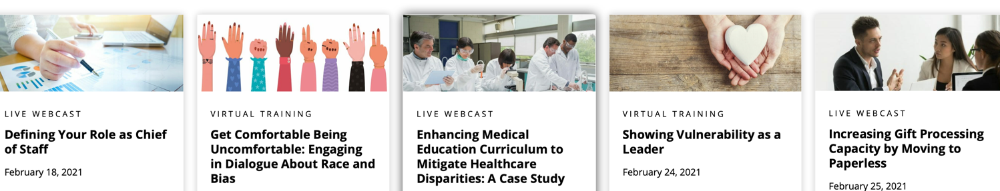 LIVE WEBCAST
Defining Your Role as Chief
of Staff
February 18, 2021
VIRTUAL TRAINING
Get Comfortable Being
Uncomfortable: Engaging
in Dialogue About Race and
Bias
LIVE WEBCAST
Enhancing Medical
Education Curriculum to
Mitigate Healthcare
Disparities: A Case Study
VIRTUAL TRAINING
Showing Vulnerability as a
Leader
February 24, 2021
LIVE WEBCAST
Increasing Gift Processing
Capacity by Moving to
Paperless
February 25, 2021